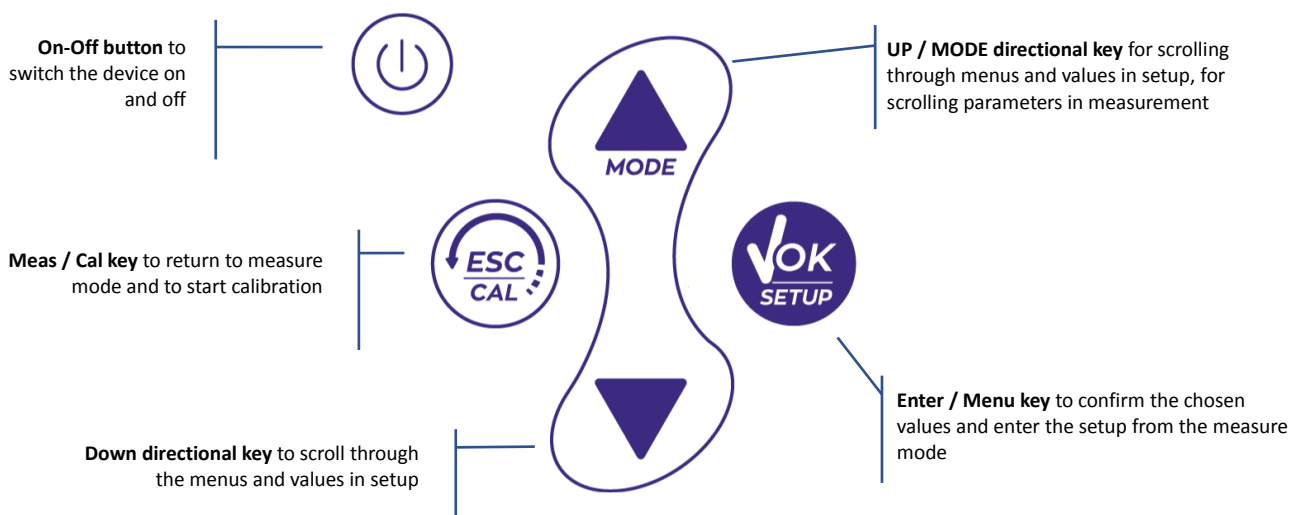 On-Off button to
switch the device on
and off
UP / MODE directional key for scrolling
through menus and values in setup, for
scrolling parameters in measurement
MODE
Meas / Cal key to return to measure
mode and to start calibration
ESC
CAL
OK
SETUP
Down directional key to scroll through
the menus and values in setup
Enter / Menu key to confirm the chosen
values and enter the setup from the measure
mode